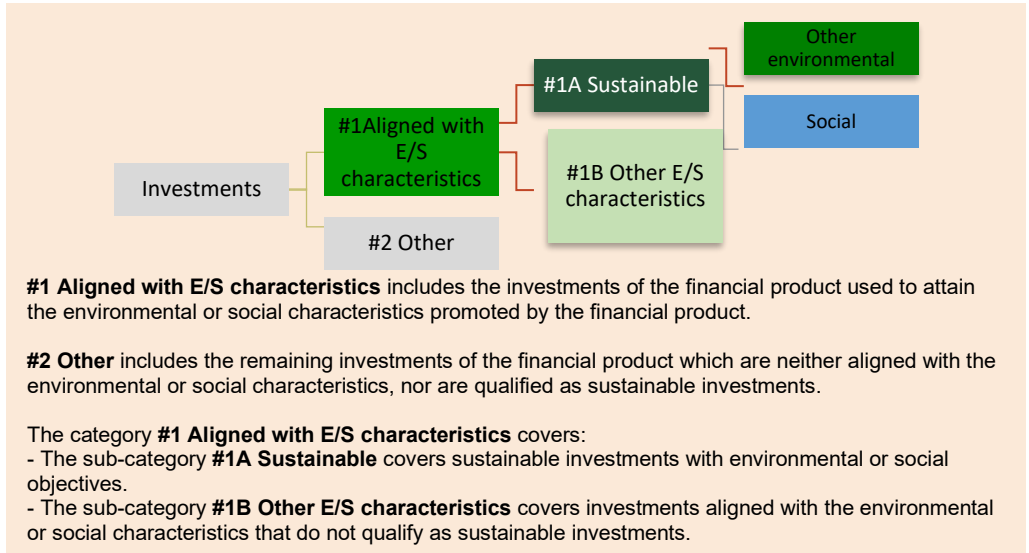 Other
environmental
#1A Sustainable
Social
#1Aligned with
E/S
characteristics
#1B Other E/S
characteristics
Investments
#2 Other
#1 Aligned with E/S characteristics includes the investments of the financial product used to attain
the environmental or social characteristics promoted by the financial product.
#2 Other includes the remaining investments of the financial product which are neither aligned with the
environmental or social characteristics, nor are qualified as sustainable investments.
The category #1 Aligned with E/S characteristics covers:
- The sub-category #1A Sustainable covers sustainable investments with environmental or social
objectives.
- The sub-category #1B Other E/S characteristics covers investments aligned with the environmental
or social characteristics that do not qualify as sustainable investments.